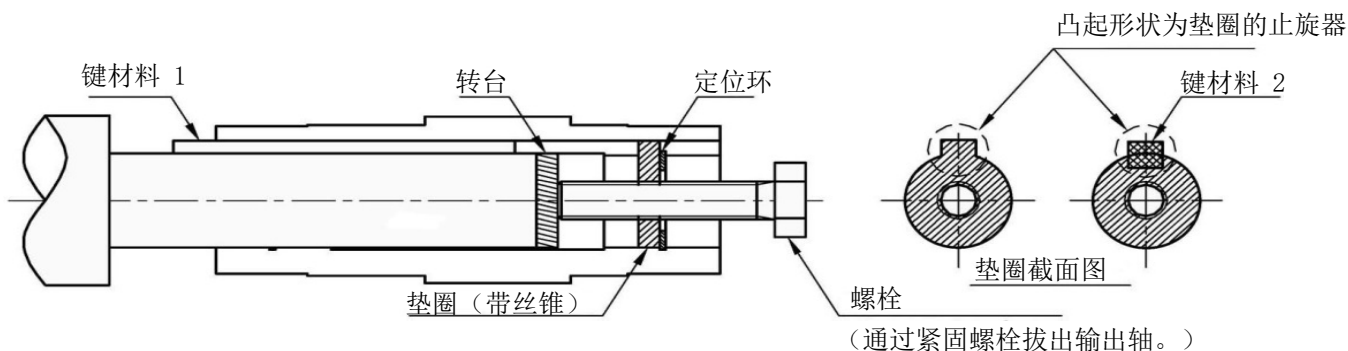 凸起形状为垫圈的止旋器
键材料 1
转台
定位环
键材料 2
垫圈截面图
垫圈（带丝锥）
螺栓
（通过紧固螺栓拔出输出轴。）